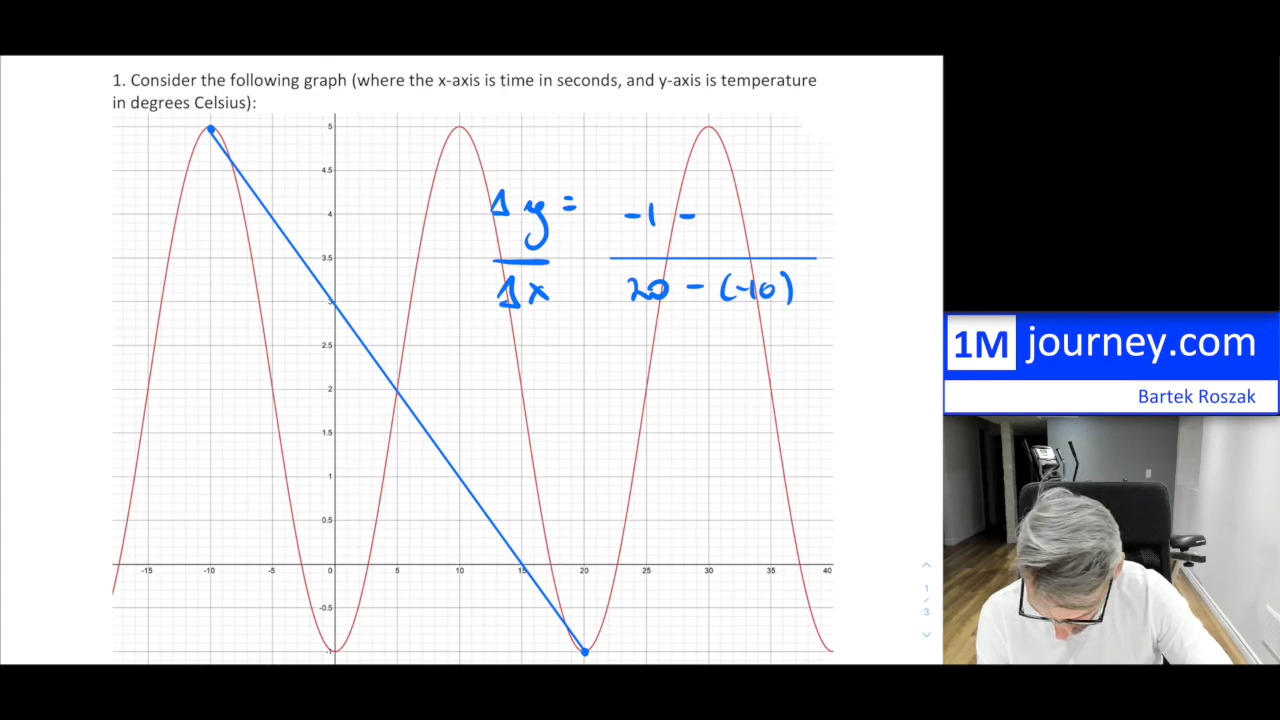 1. Consider the following graph (where the x-axis is time in seconds, and y-axis is temperature
in degrees Celsius):
5
4.5
4
3.5
3
2.5
2
1.5
1
0.5
-15 -10 -5 0 5 10 15 20 25 30 35 40
-0.5
-1
Δy = -1 -
Δx 20 - (-10)
1M journey.com
Bartek Roszak
1
/
3